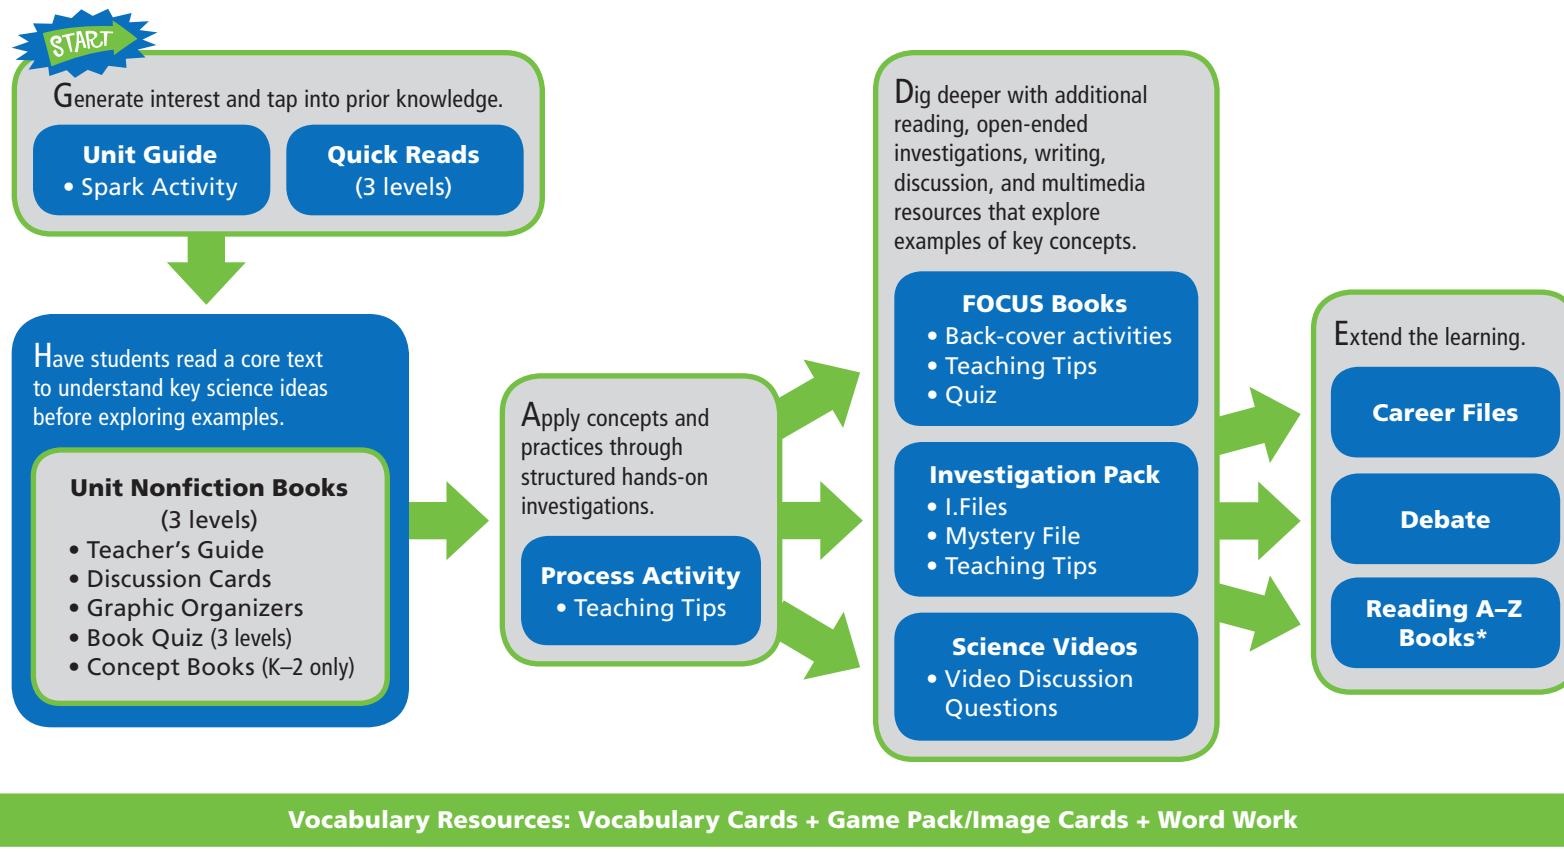 START
Generate interest and tap into prior knowledge.
Unit Guide
• Spark Activity
Quick Reads
(3 levels)
Have students read a core text
to understand key science ideas
before exploring examples.
Unit Nonfiction Books
(3 levels)
• Teacher’s Guide
• Discussion Cards
• Graphic Organizers
• Book Quiz (3 levels)
• Concept Books (K–2 only)
Apply concepts and
practices through
structured hands-on
investigations.
Process Activity
• Teaching Tips
Dig deeper with additional
reading, open-ended
investigations, writing,
discussion, and multimedia
resources that explore
examples of key concepts.
FOCUS Books
• Back-cover activities
• Teaching Tips
• Quiz
Investigation Pack
• I.Files
• Mystery File
• Teaching Tips
Science Videos
• Video Discussion
Questions
Extend the learning.
Career Files
Debate
Reading A–Z
Books*
Vocabulary Resources: Vocabulary Cards + Game Pack/Image Cards + Word Work